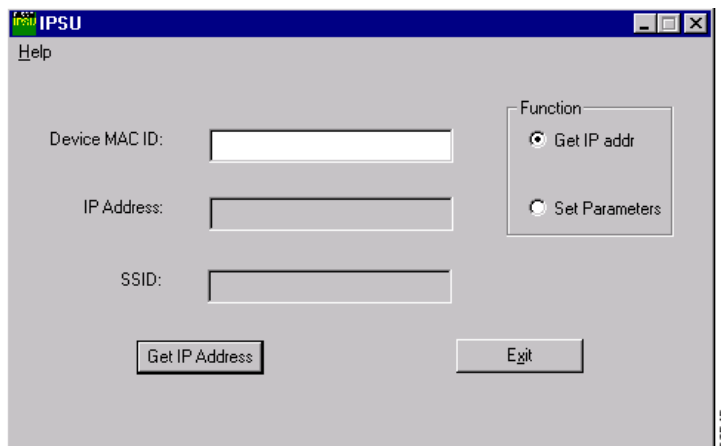 IPSU
Help
Function
Device MAC ID:
Get IP addr
IP Address:
Set Parameters
SSID:
Get IP Address
Exit